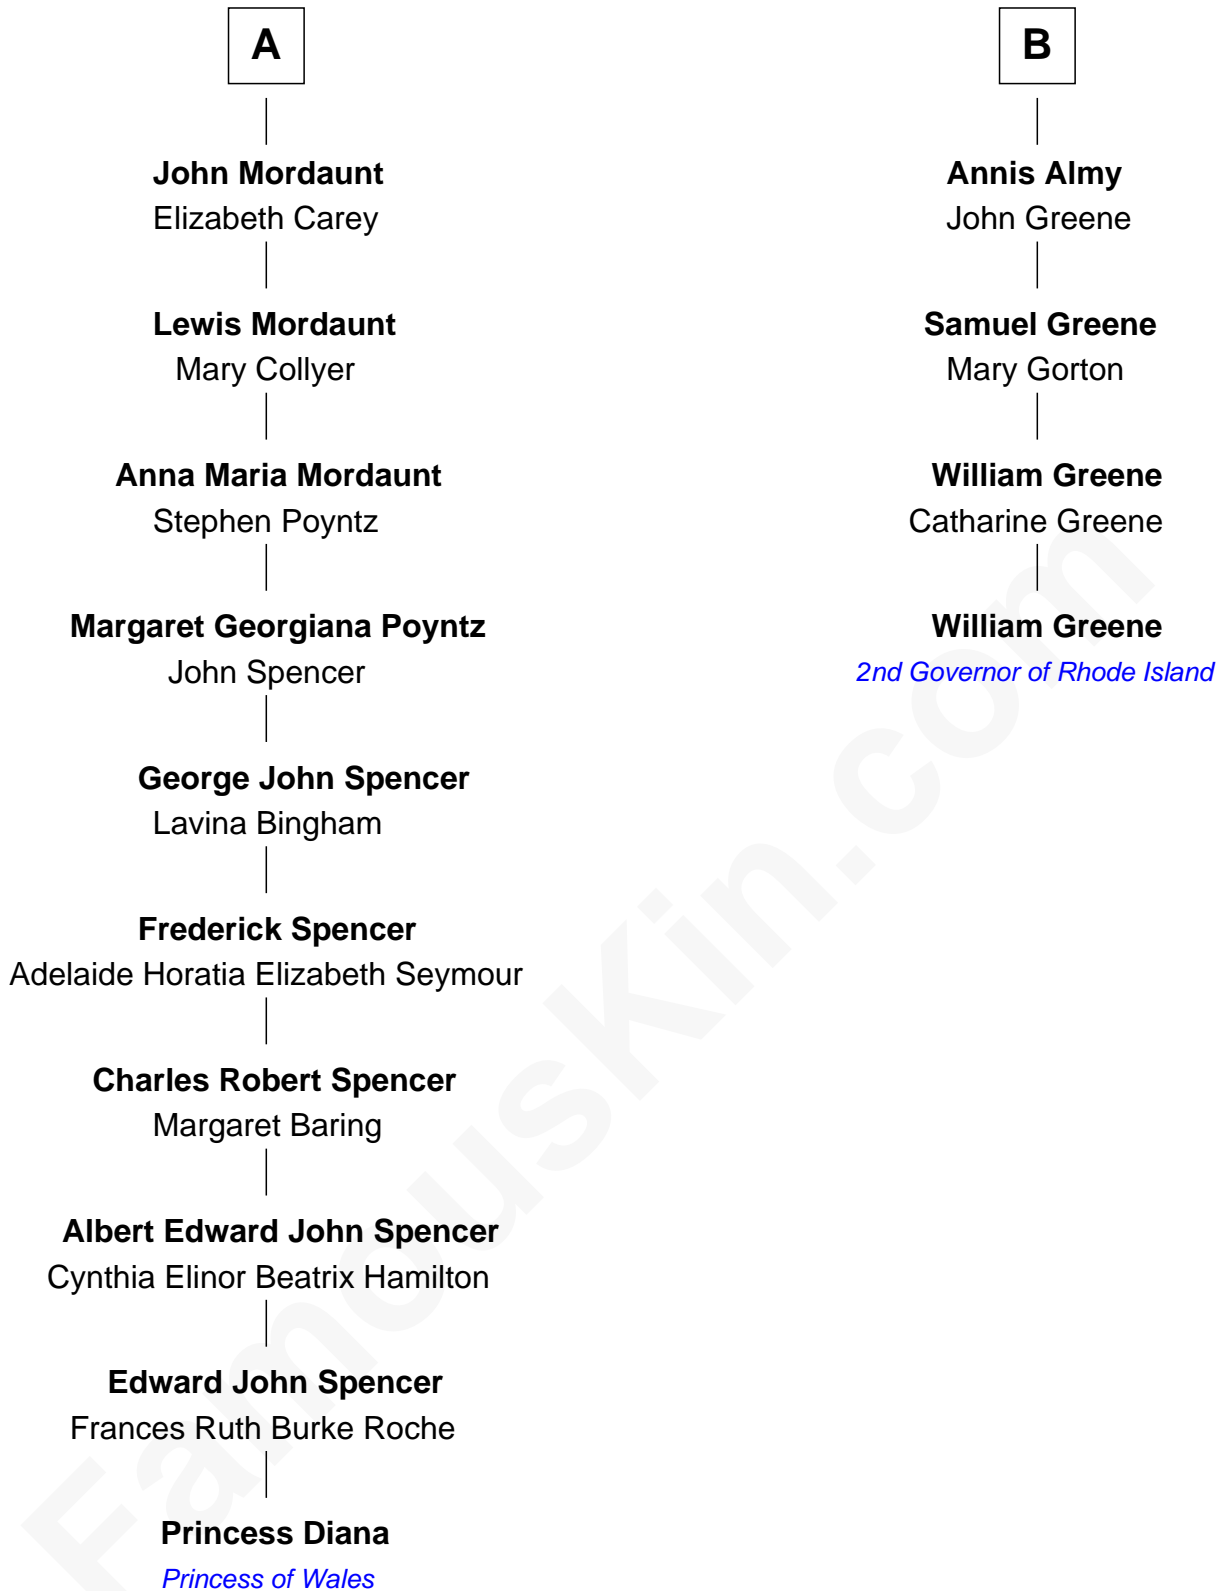 A
John Mordaunt
Elizabeth Carey
Lewis Mordaunt
Mary Collyer
Anna Maria Mordaunt
Stephen Poyntz
Margaret Georgiana Poyntz
John Spencer
George John Spencer
Lavina Bingham
Frederick Spencer
Adelaide Horatia Elizabeth Seymour
Charles Robert Spencer
Margaret Baring
Albert Edward John Spencer
Cynthia Elinor Beatrix Hamilton
Edward John Spencer
Frances Ruth Burke Roche
Princess Diana
Princess of Wales
B
Annis Almy
John Greene
Samuel Greene
Mary Gorton
William Greene
Catharine Greene
William Greene
2nd Governor of Rhode Island
FamousKin.com